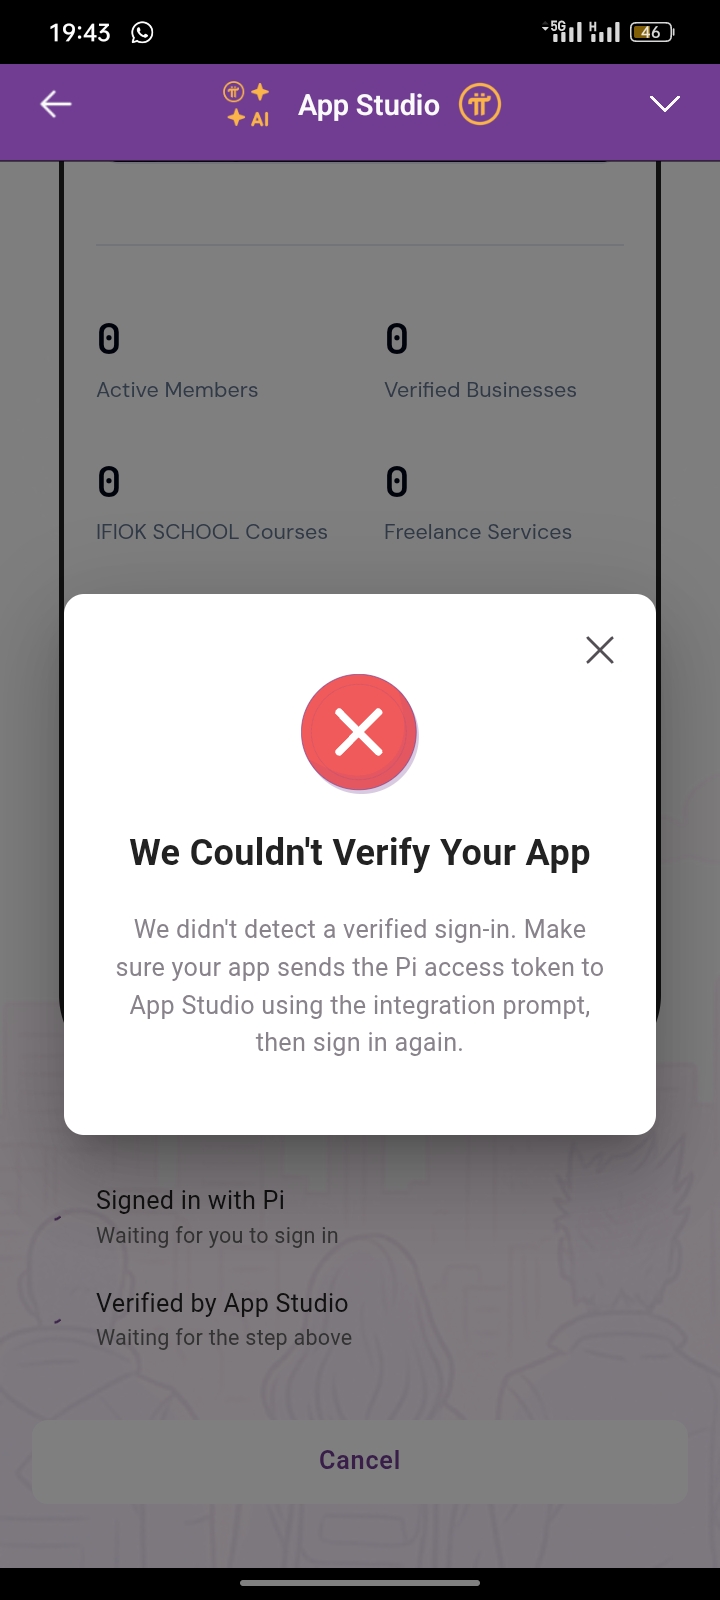 19:43
5G
H
46
AI
App Studio
0
0
Active Members
Verified Businesses
0
0
IFIOK SCHOOL Courses
Freelance Services
We Couldn't Verify Your App
We didn't detect a verified sign-in. Make
sure your app sends the Pi access token to
App Studio using the integration prompt,
then sign in again.
Signed in with Pi
Waiting for you to sign in
Verified by App Studio
Waiting for the step above
Cancel